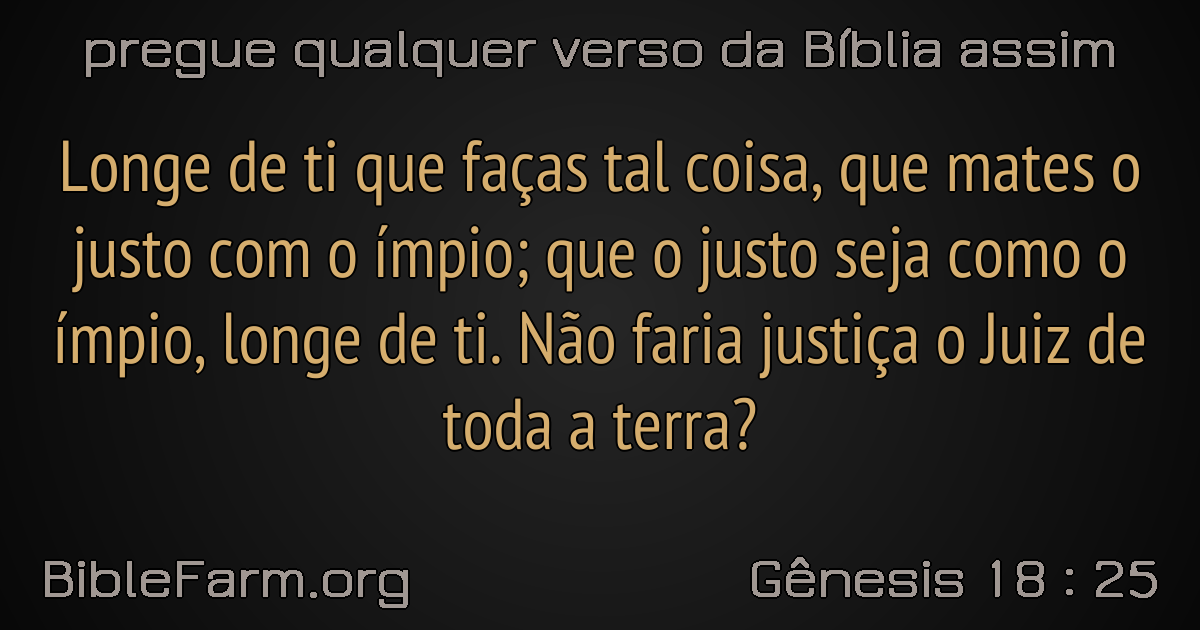 pregue qualquer verso da Bíblia assim
Longe de ti que faças tal coisa, que mates o
justo com o ímpio; que o justo seja como o
ímpio, longe de ti. Não faria justiça o Juiz de
toda a terra?
BibleFarm.org
Gênesis 18 : 25